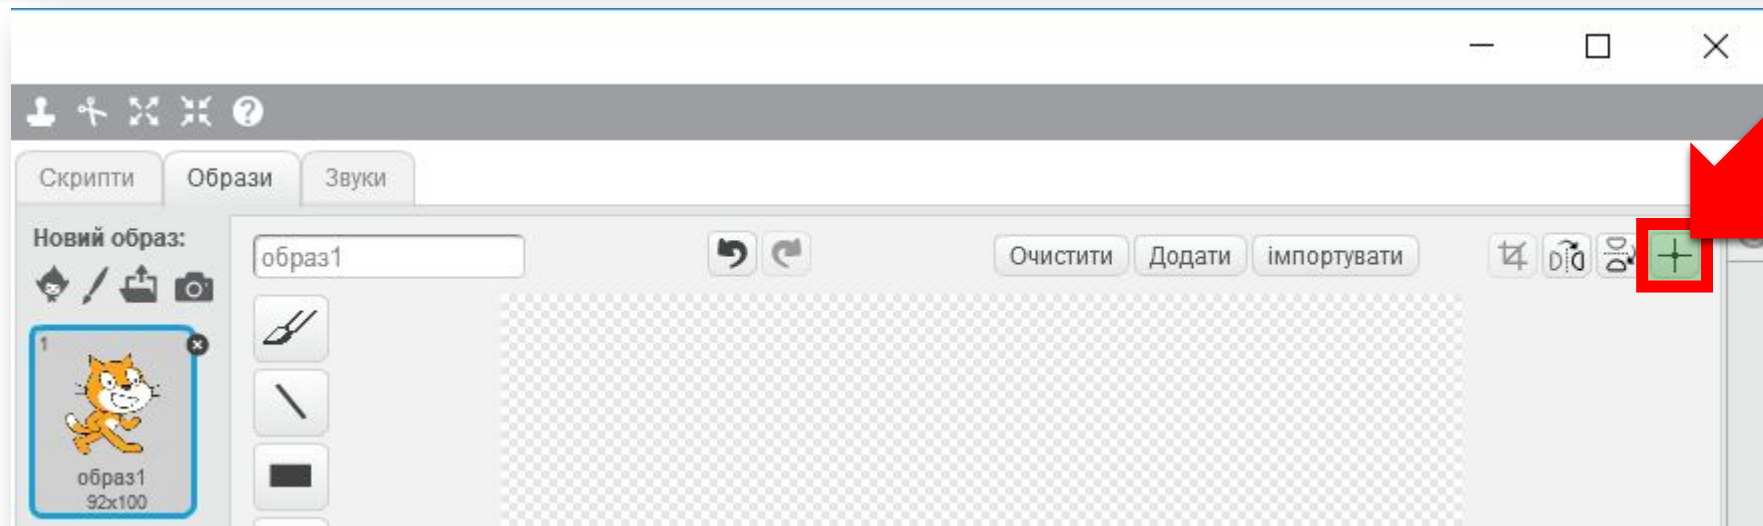 Скрипти Образи Звуки
Новий образ:
образ1
Очистити Додати імпортувати
1
образ1
92x100